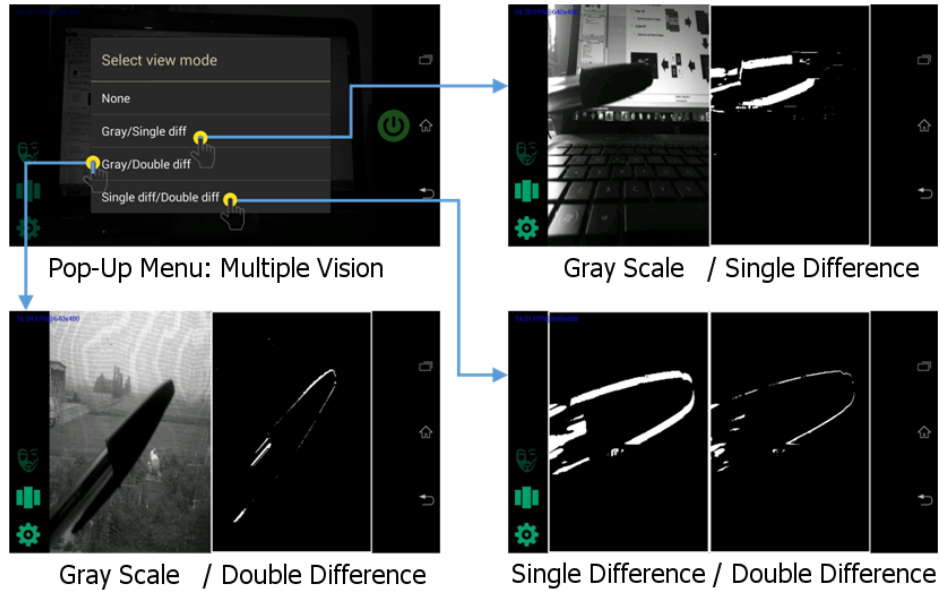 Select view mode
None
Gray/Single diff
Gray/Double diff
Single diff/Double diff
Pop-Up Menu: Multiple Vision
Gray Scale / Single Difference
Gray Scale / Double Difference
Single Difference / Double Difference